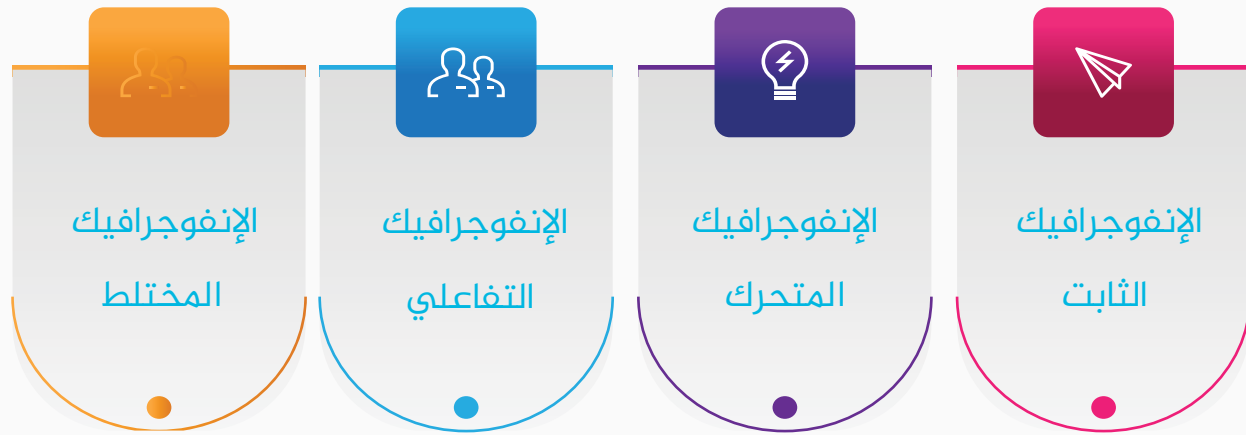 الإنفوجرافيك
الثابت
الإنفوجرافيك
المتحرك
الإنفوجرافيك
التفاعلي
الإنفوجرافيك
المختلط